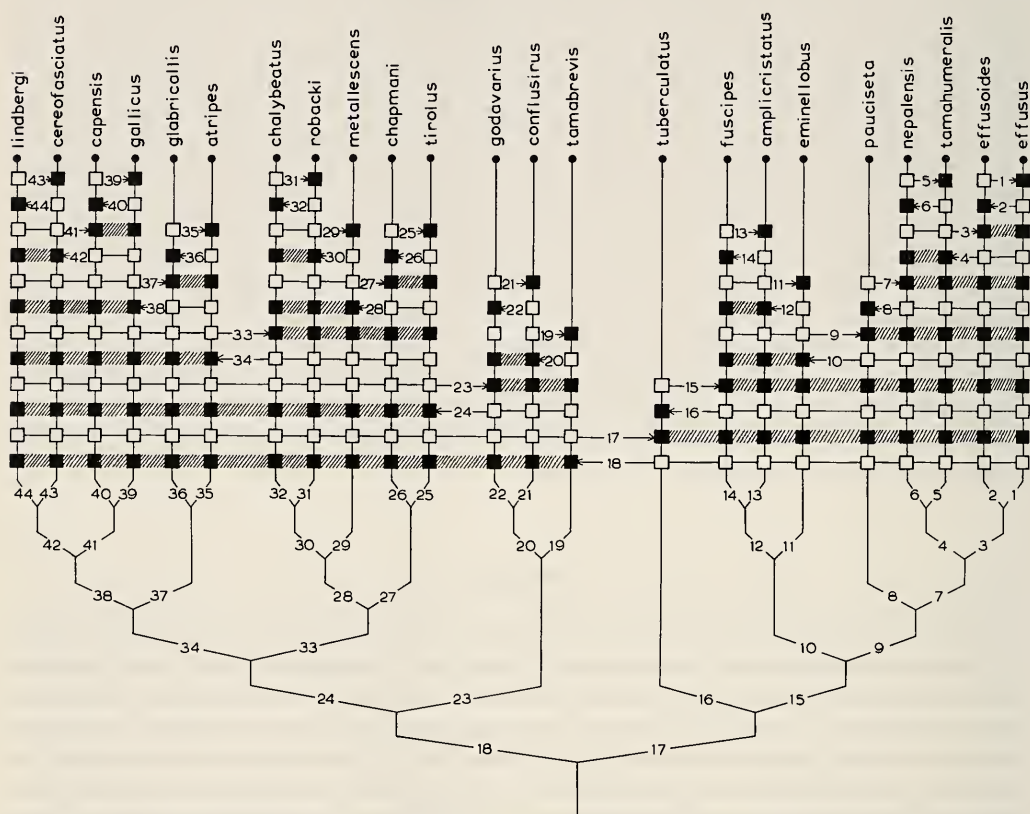 lindbergi
cereofasciatus
capensis
gallicus
glabricollis
atripes
chalybeatus
robacki
metallescens
chapmani
tirolus
godavarius
conflusirus
tamabrevis
tuberculatus
fuscipes
amplicristatus
eminellobus
pauciseta
nepalensis
tamahumeralis
effusoides
effusus
43 39 31 5 1
44 40 32 6 2
41 35 29 25 13 3
42 36 30 26 14 4
37 27 21 11 7
38 28 22 12 8
33 19 9
34 20 10
23 15
24 16
17
18
44 43 40 39 36 35 32 31 26 25 22 21 14 13 6 5 2 1
42 41 30 29 20 19 12 11 4 3
38 37 28 27 8 7
34 33 10 9
24 23 16 15
18 17